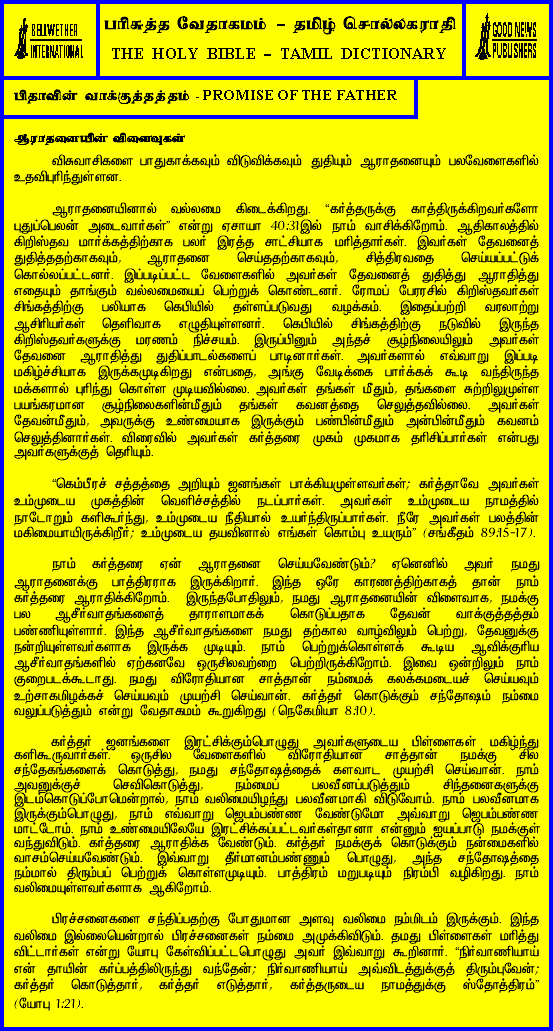 BELLWETHER
INTERNATIONAL
பரிசுத்த வேதாகமம் – தமிழ் சொல்லகராதி
THE HOLY BIBLE – TAMIL DICTIONARY
GOOD NEWS
PUBLISHERS
பிதாவின் வாக்குத்தத்தம் - PROMISE OF THE FATHER
ஆராதனையின் விளைவுகள்
விசுவாசிகளை பாதுகாக்கவும் விடுவிக்கவும் துதியும் ஆராதனையும் பலவேளைகளில்
உதவிபுரிந்துள்ளன.
ஆராதனையினால் வல்லமை கிடைக்கிறது. “கர்த்தருக்கு காத்திருக்கிறவர்களோ
புதுப்பெலன் அடைவார்கள்” என்று ஏசாயா 40:31இல் நாம் வாசிக்கிறோம். ஆதிகாலத்தில்
கிறிஸ்தவ மார்க்கத்திற்காக பலர் இரத்த சாட்சியாக மரித்தார்கள். இவர்கள் தேவனைத்
துதித்ததற்காகவும், ஆராதனை செய்ததற்காகவும், சித்திரவதை செய்யப்பட்டுக்
கொல்லப்பட்டனர். இப்படிப்பட்ட வேளைகளில் அவர்கள் தேவனைத் துதித்து ஆராதித்து
எதையும் தாங்கும் வல்லமையைப் பெற்றுக் கொண்டனர். ரோமப் பேரரசில் கிறிஸ்தவர்கள்
சிங்கத்திற்கு பலியாக கெபியில் தள்ளப்படுவது வழக்கம். இதைப்பற்றி வரலாற்று
ஆசிரியர்கள் தெளிவாக எழுதியுள்ளனர். கெபியில் சிங்கத்திற்கு நடுவில் இருந்த
கிறிஸ்தவர்களுக்கு மரணம் நிச்சயம். இருப்பினும் அந்தச் சூழ்நிலையிலும் அவர்கள்
தேவனை ஆராதித்து துதிப்பாடல்களைப் பாடினார்கள். அவர்களால் எவ்வாறு இப்படி
மகிழ்ச்சியாக இருக்கமுடிகிறது என்பதை, அங்கு வேடிக்கை பார்க்கக் கூடி வந்திருந்த
மக்களால் புரிந்து கொள்ள முடியவில்லை. அவர்கள் தங்கள் மீதும், தங்களை சுற்றிலுமுள்ள
பயங்கரமான சூழ்நிலைகளின்மீதும் தங்கள் கவனத்தை செலுத்தவில்லை. அவர்கள்
தேவன்மீதும், அவருக்கு உண்மையாக இருக்கும் பண்பின்மீதும் அன்பின்மீதும் கவனம்
செலுத்தினார்கள். விரைவில் அவர்கள் கர்த்தரை முகம் முகமாக தரிசிப்பார்கள் என்பது
அவர்களுக்குத் தெரியும்.
“கெம்பீரச் சத்தத்தை அறியும் ஜனங்கள் பாக்கியமுள்ளவர்கள்; கர்த்தாவே அவர்கள்
உம்முடைய முகத்தின் வெளிச்சத்தில் நடப்பார்கள். அவர்கள் உம்முடைய நாமத்தில்
நாடோறும் களிகூர்ந்து, உம்முடைய நீதியால் உயர்ந்திருப்பார்கள். நீரே அவர்கள் பலத்தின்
மகிமையாயிருக்கிறீர்; உம்முடைய தயவினால் எங்கள் கொம்பு உயரும்” (சங்கீதம் 89:15-17).
நாம் கர்த்தரை ஏன் ஆராதனை செய்யவேண்டும்? ஏனெனில் அவர் நமது
ஆராதனைக்கு பாத்திரராக இருக்கிறார். இந்த ஒரே காரணத்திற்காகத் தான் நாம்
கர்த்தரை ஆராதிக்கிறோம். இருந்தபோதிலும், நமது ஆராதனையின் விளைவாக, நமக்கு
பல ஆசீர்வாதங்களைத் தாராளமாகக் கொடுப்பதாக தேவன் வாக்குத்தத்தம்
பண்ணியுள்ளார். இந்த ஆசீர்வாதங்களை நமது தற்கால வாழ்விலும் பெற்று, தேவனுக்கு
நன்றியுள்ளவர்களாக இருக்க முடியும். நாம் பெற்றுக்கொள்ளக் கூடிய ஆவிக்குரிய
ஆசீர்வாதங்களில் ஏற்கனவே ஒருசிலவற்றை பெற்றிருக்கிறோம். இவை ஒன்றிலும் நாம்
குறைபடக்கூடாது. நமது விரோதியான சாத்தான் நம்மைக் கலக்கமடையச் செய்யவும்
உற்சாகமிழக்கச் செய்யவும் முயற்சி செய்வான். கர்த்தர் கொடுக்கும் சந்தோஷம் நம்மை
வலுப்படுத்தும் என்று வேதாகமம் கூறுகிறது (நெகேமியா 8:10).
கர்த்தர் ஜனங்களை இரட்சிக்கும்பொழுது அவர்களுடைய பிள்ளைகள் மகிழ்ந்து
களிகூருவார்கள். ஒருசில வேளைகளில் விரோதியான சாத்தான் நமக்கு சில
சந்தேகங்களைக் கொடுத்து, நமது சந்தோஷத்தைக் களவாட முயற்சி செய்வான். நாம்
அவனுக்குச் செவிகொடுத்து, நம்மைப் பலவீனப்படுத்தும் சிந்தனைகளுக்கு
இடம்கொடுப்போமென்றால், நாம் வலிமையிழந்து பலவீனமாகி விடுவோம். நாம் பலவீனமாக
இருக்கும்பொழுது, நாம் எவ்வாறு ஜெபம்பண்ண வேண்டுமோ அவ்வாறு ஜெபம்பண்ண
மாட்டோம். நாம் உண்மையிலேயே இரட்சிக்கப்பட்டவர்கள்தானா என்னும் ஐயப்பாடு நமக்குள்
வந்துவிடும். கர்த்தரை ஆராதிக்க வேண்டும். கர்த்தர் நமக்குக் கொடுக்கும் நன்மைகளில்
வாசம்செய்யவேண்டும். இவ்வாறு தீர்மானம்பண்ணும் பொழுது, அந்த சந்தோஷத்தை
நம்மால் திரும்பப் பெற்றுக் கொள்ளமுடியும். பாத்திரம் மறுபடியும் நிரம்பி வழிகிறது. நாம்
வலிமையுள்ளவர்களாக ஆகிறோம்.
பிரச்சனைகளை சந்திப்பதற்கு போதுமான அளவு வலிமை நம்மிடம் இருக்கும். இந்த
வலிமை இல்லையென்றால் பிரச்சனைகள் நம்மை அமுக்கிவிடும். தமது பிள்ளைகள் மரித்து
விட்டார்கள் என்று யோபு கேள்விப்பட்டபொழுது அவர் இவ்வாறு கூறினார். “நிர்வாணியாய்
என் தாயின் கர்ப்பத்திலிருந்து வந்தேன்; நிர்வாணியாய் அவ்விடத்துக்குத் திரும்புவேன்;
கர்த்தர் கொடுத்தார், கர்த்தர் எடுத்தார், கர்த்தருடைய நாமத்துக்கு ஸ்தோத்திரம்”
(யோபு 1:21).